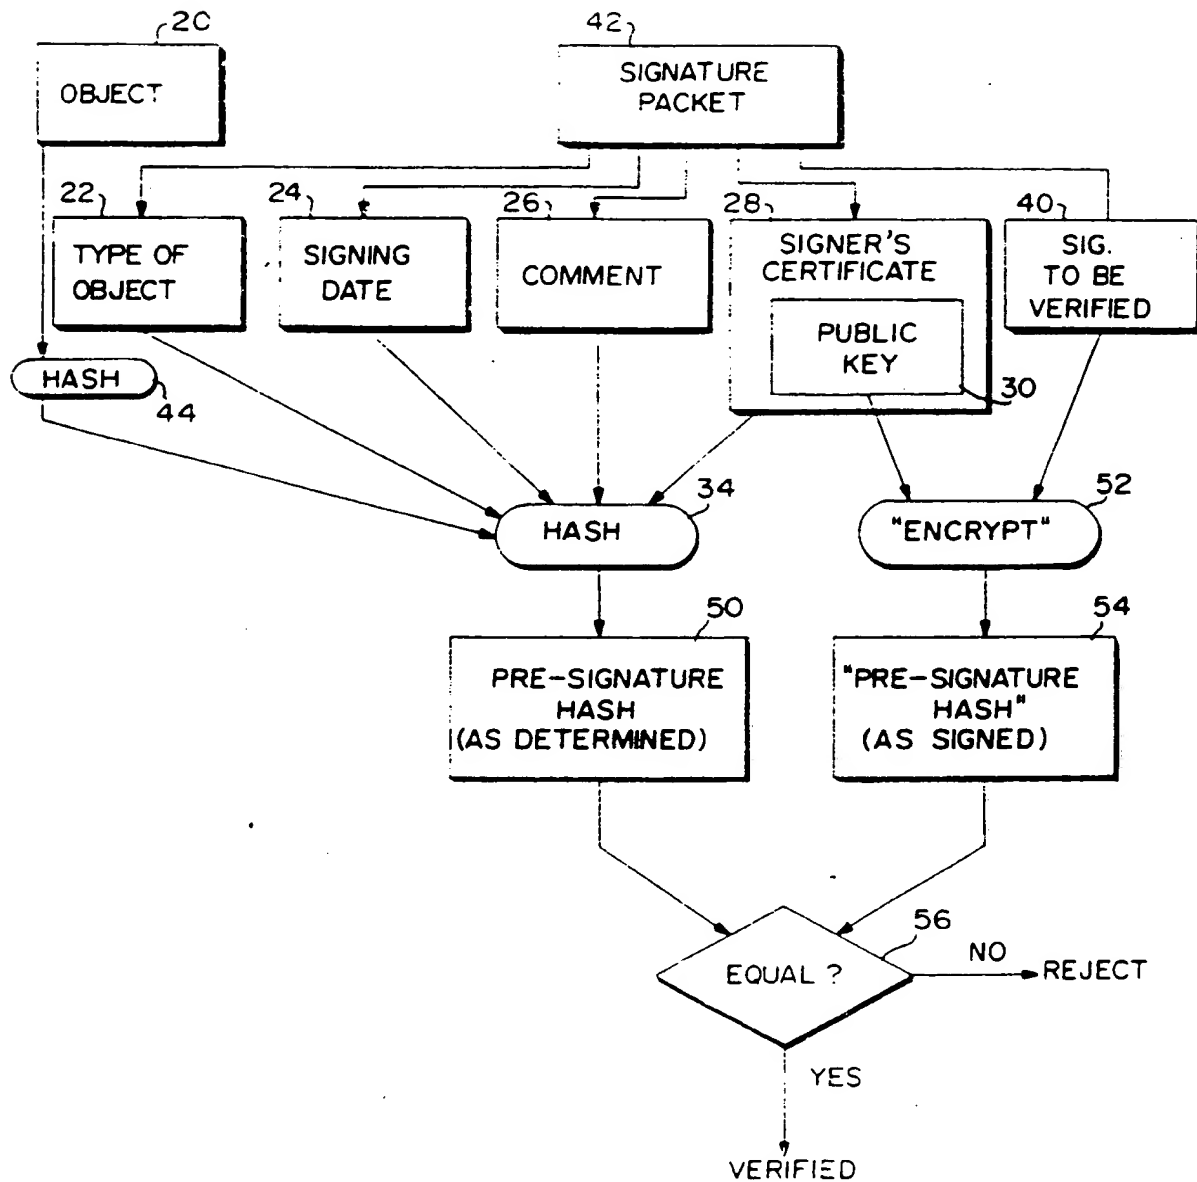 20
42
OBJECT
SIGNATURE
PACKET
22
24
26
28
40
TYPE OF
OBJECT
SIGNING
DATE
COMMENT
SIGNER'S
CERTIFICATE
PUBLIC
KEY
30
SIG.
TO BE
VERIFIED
HASH
44
HASH
34
"ENCRYPT"
52
50
54
PRE-SIGNATURE
HASH
(AS DETERMINED)
"PRE-SIGNATURE
HASH"
(AS SIGNED)
EQUAL ?
56
NO
REJECT
YES
VERIFIED